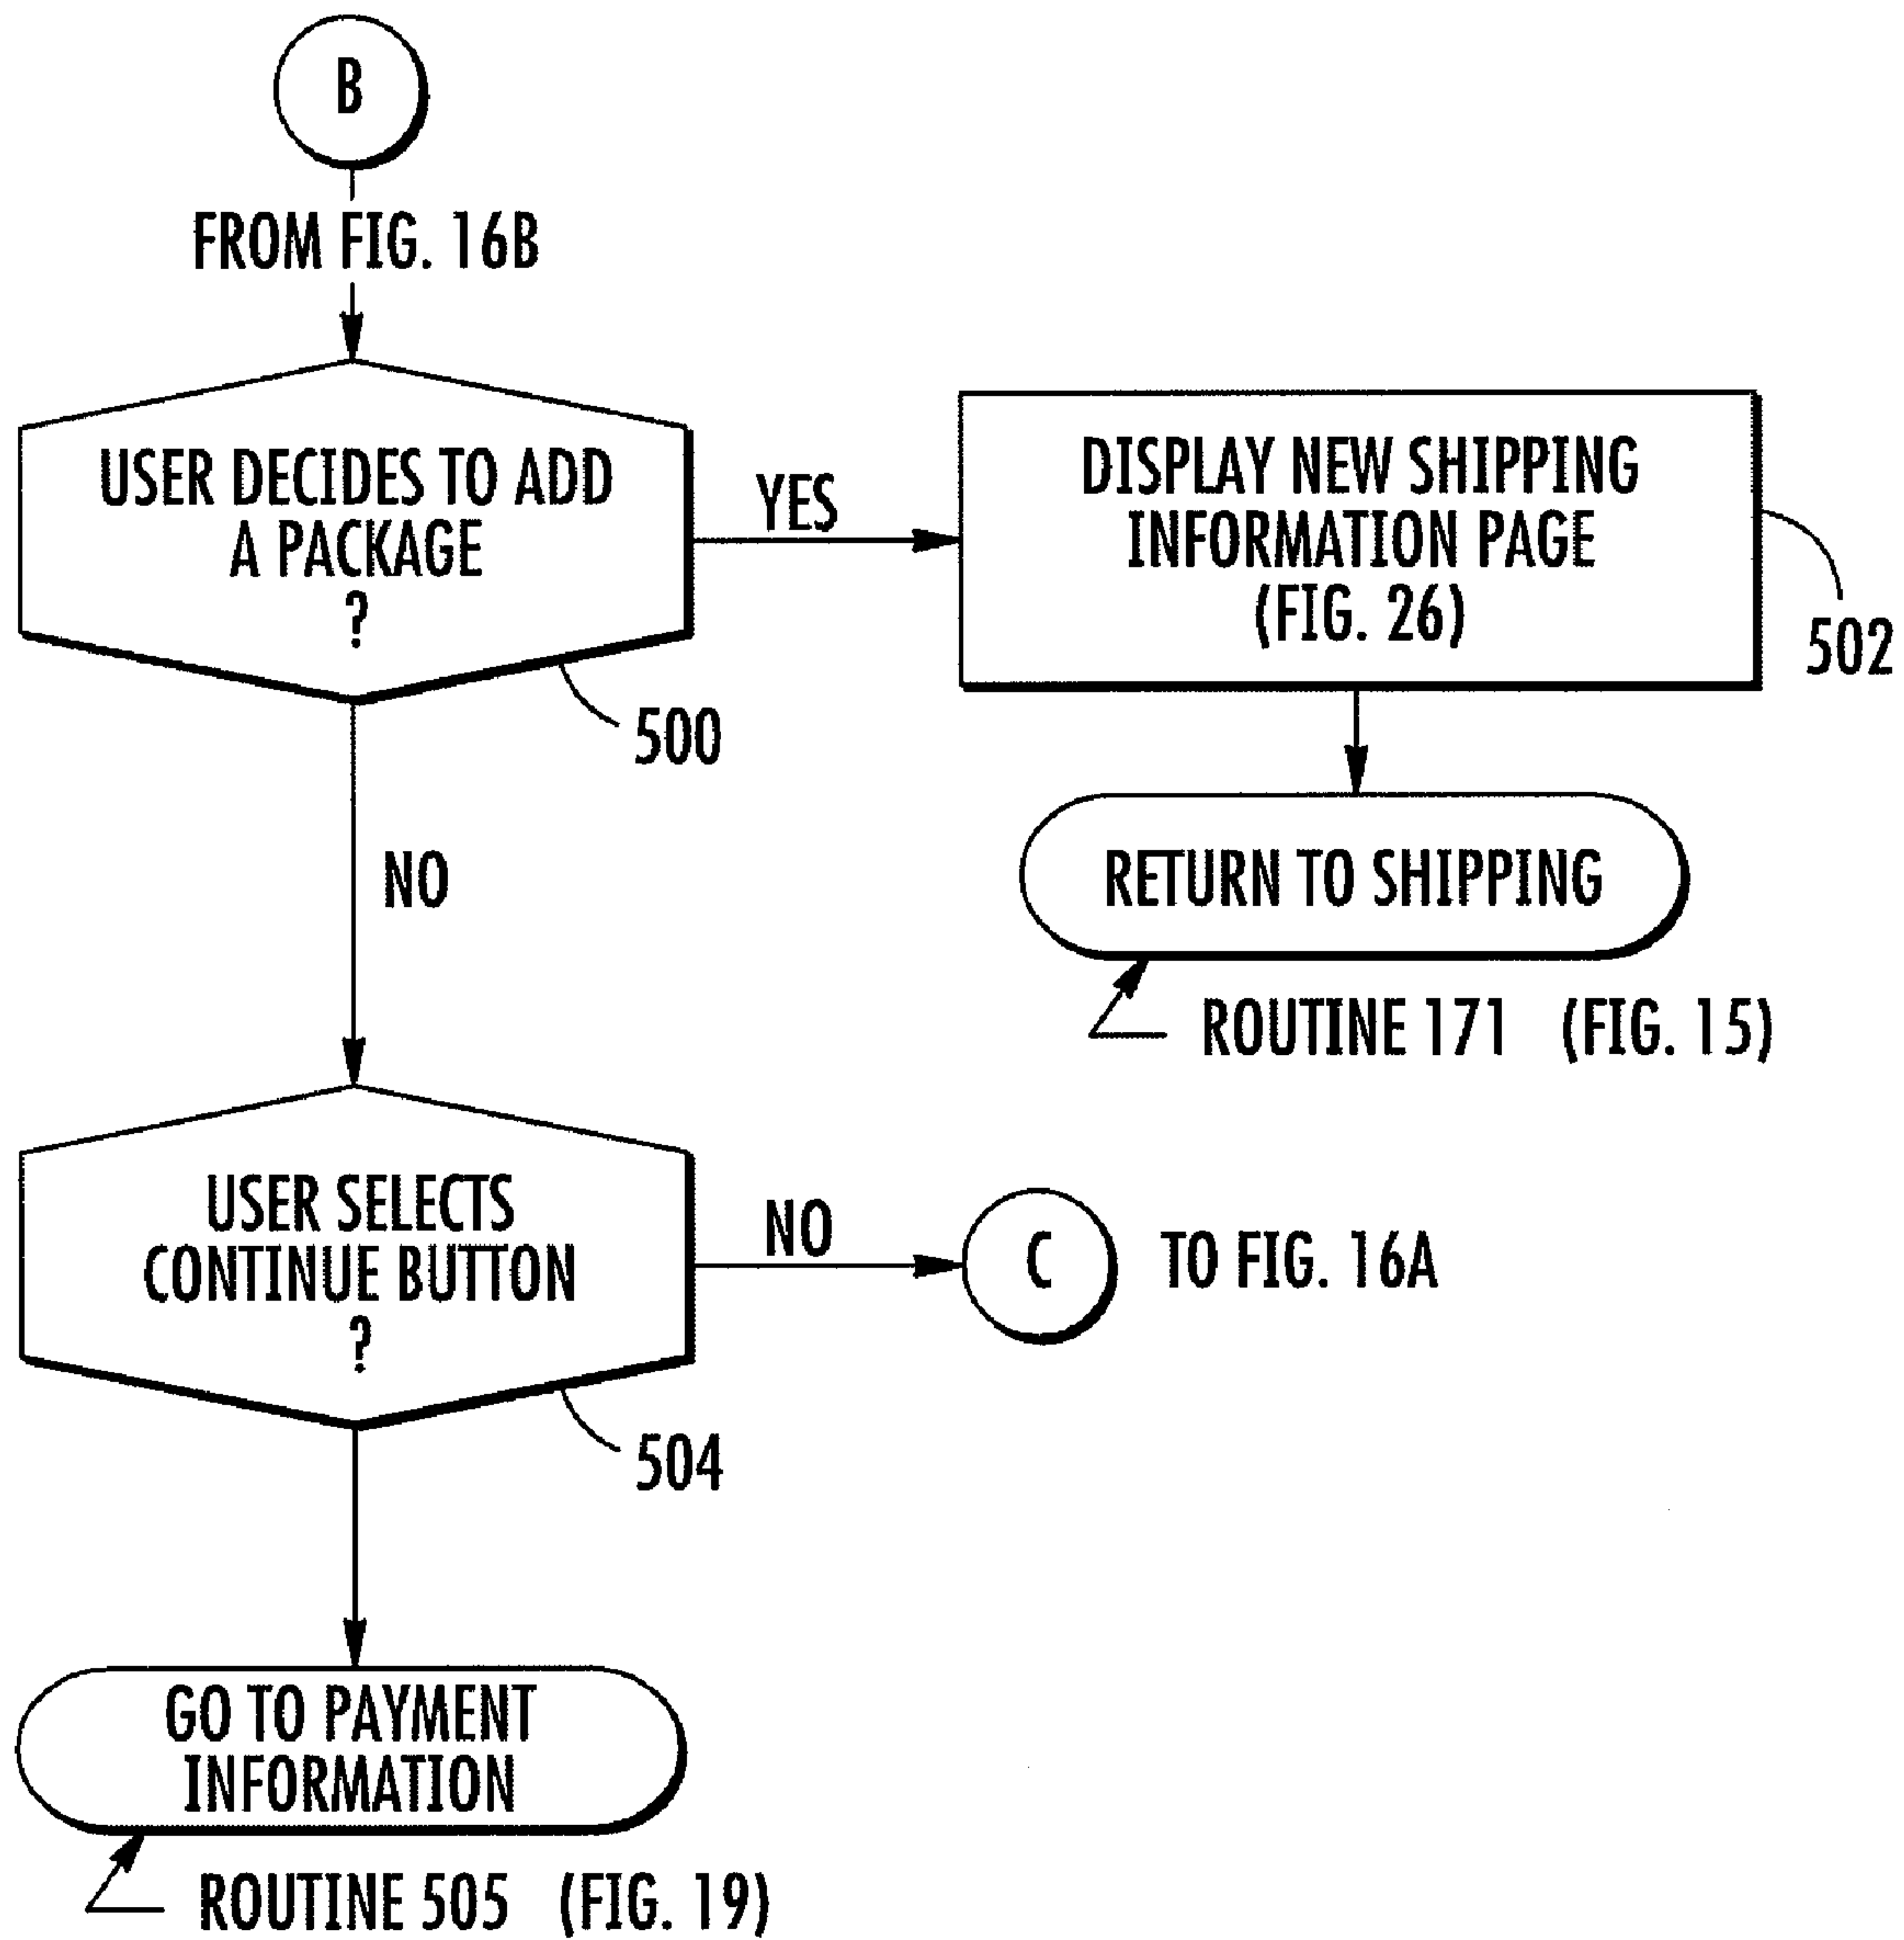 B
FROM FIG. 16B
USER DECIDES TO ADD
A PACKAGE
?
500
YES
DISPLAY NEW SHIPPING
INFORMATION PAGE
(FIG. 26)
502
RETURN TO SHIPPING
ROUTINE 171 (FIG. 15)
NO
USER SELECTS
CONTINUE BUTTON
?
504
NO
C
TO FIG. 16A
GO TO PAYMENT
INFORMATION
ROUTINE 505 (FIG. 19)